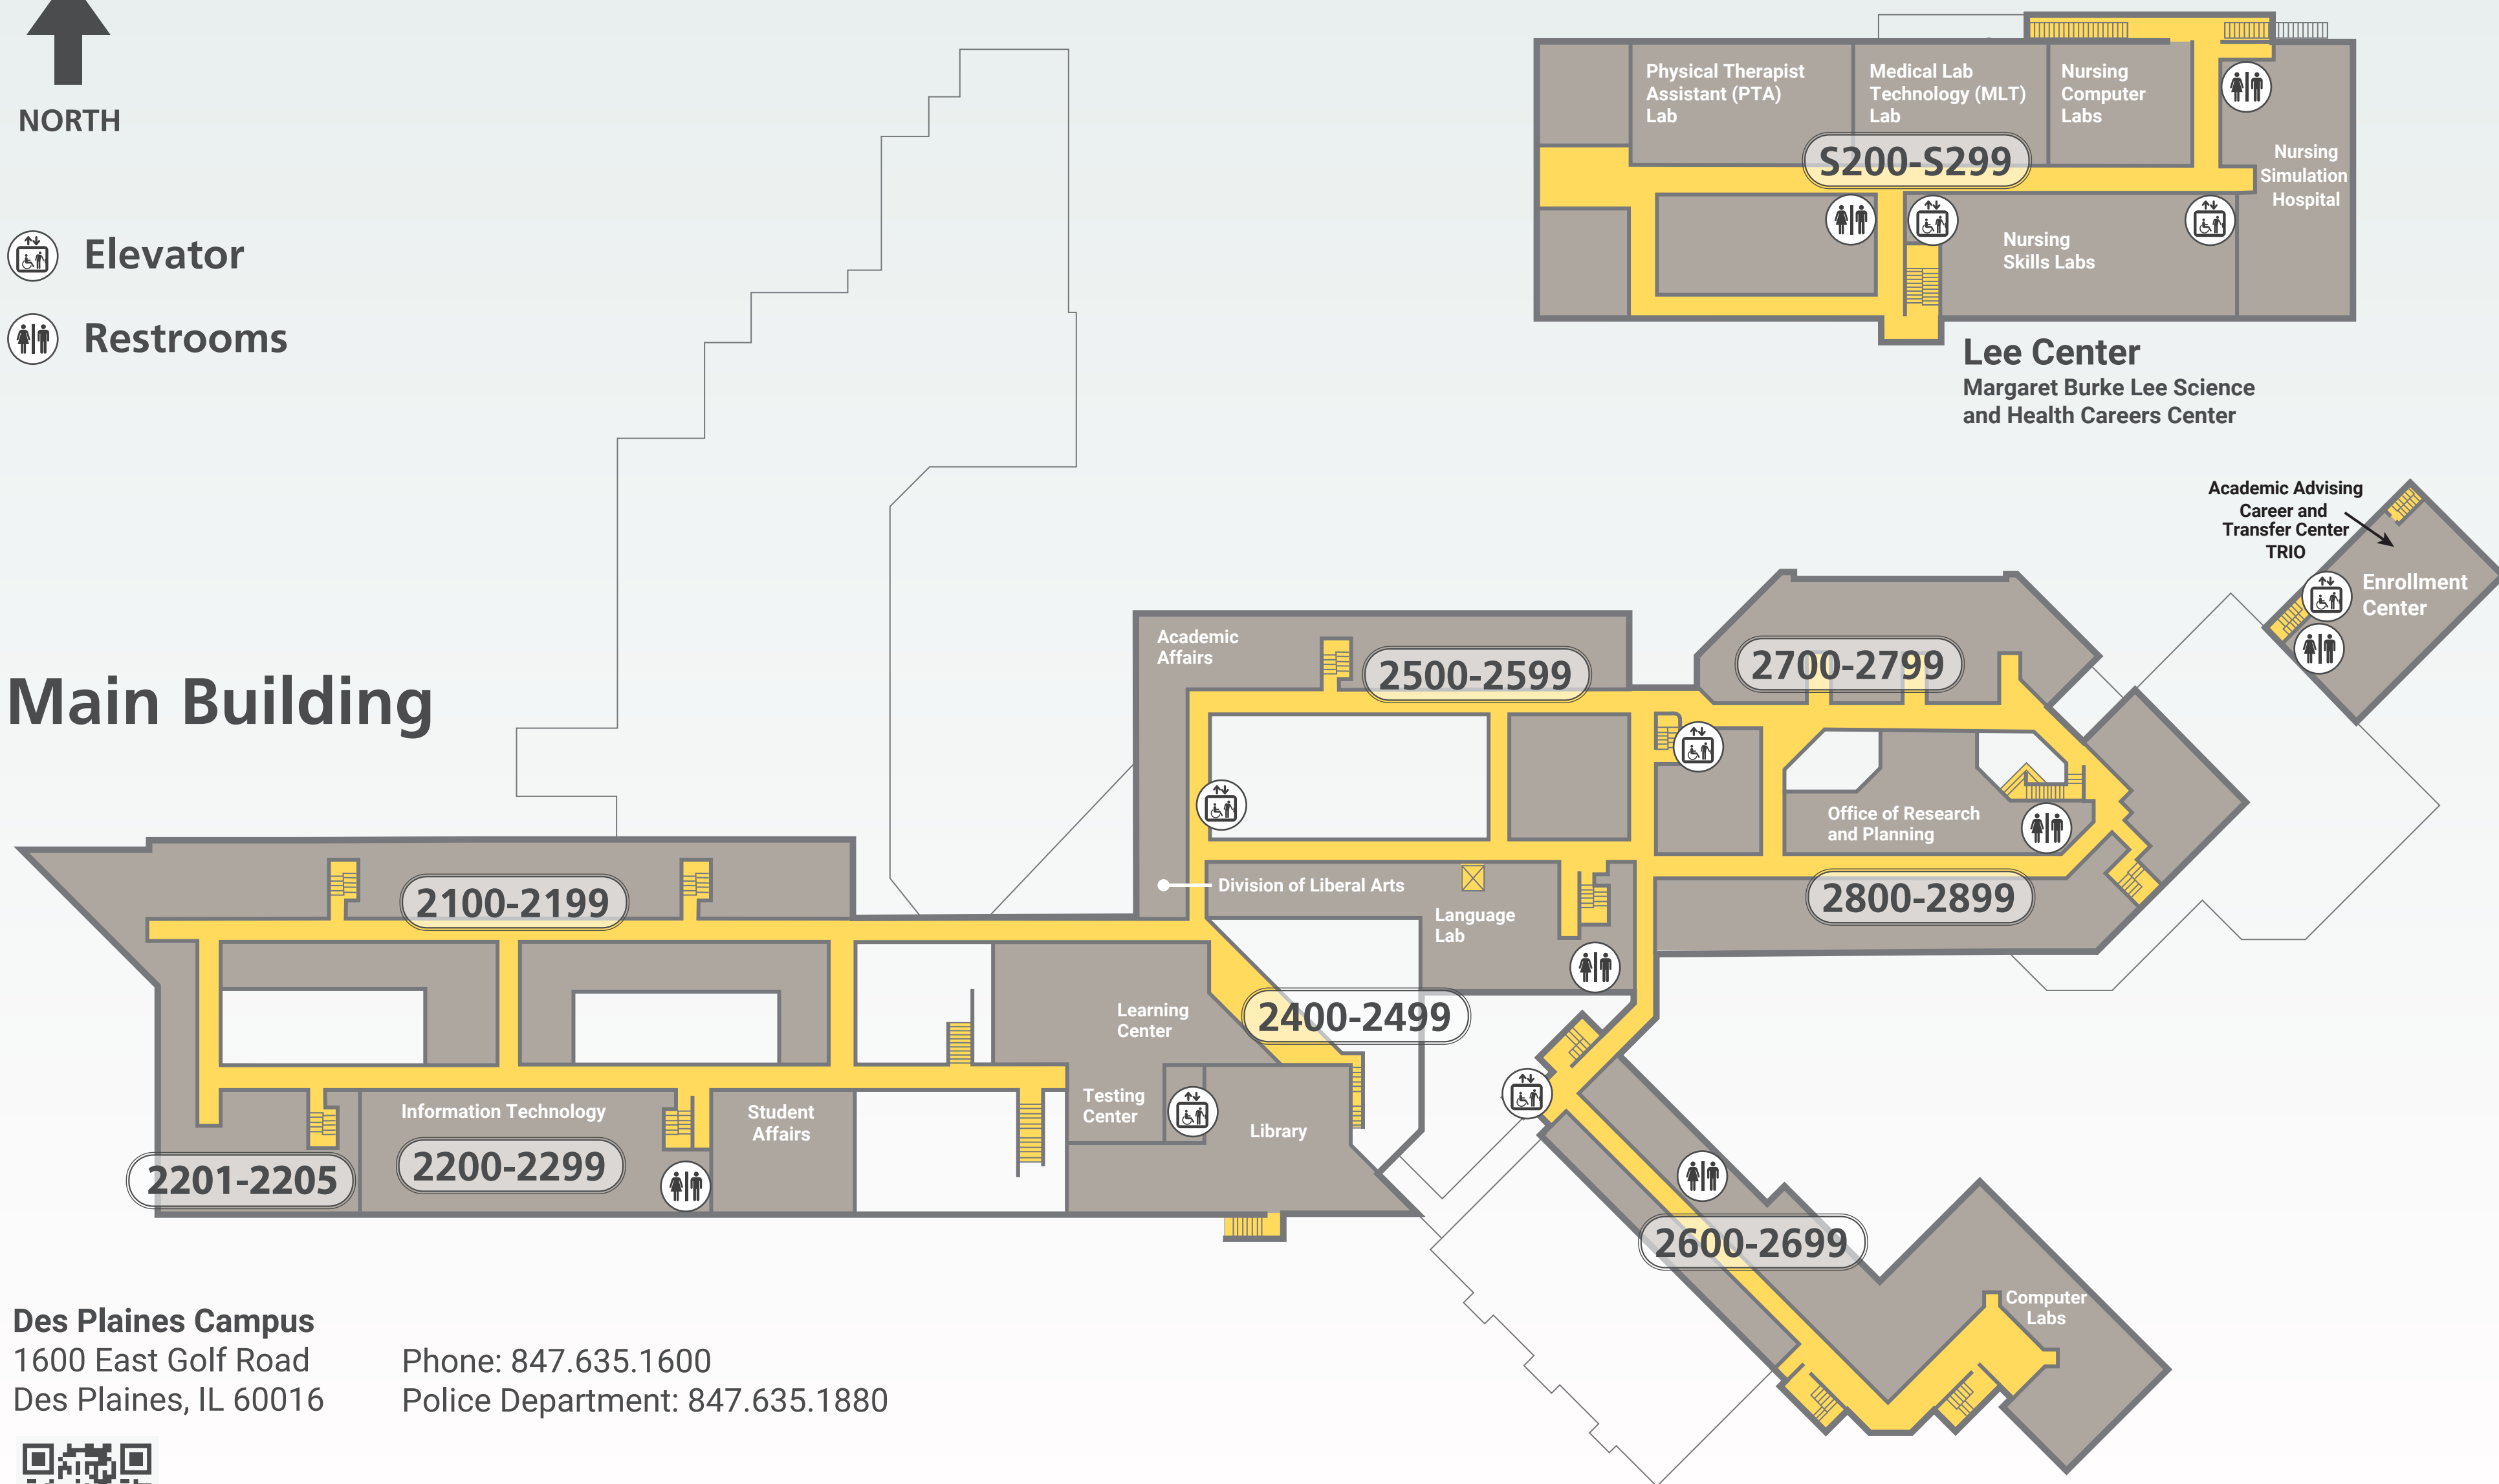 NORTH
Elevator
Restrooms
Physical Therapist
Assistant (PTA)
Lab
Medical Lab
Technology (MLT)
Lab
Nursing
Computer
Labs
S200-S299
Nursing
Simulation
Hospital
Nursing
Skills Labs
Lee Center
Margaret Burke Lee Science
and Health Careers Center
Academic Advising
Career and
Transfer Center
TRIO
Enrollment
Center
Main Building
Academic
Affairs
2500-2599
2700-2799
Office of Research
and Planning
Division of Liberal Arts
2100-2199
2800-2899
Language
Lab
Learning
Center
2400-2499
Testing
Center
Information Technology
Student
Affairs
Library
2201-2205
2200-2299
2600-2699
Computer
Labs
Des Plaines Campus
1600 East Golf Road
Des Plaines, IL 60016
Phone: 847.635.1600
Police Department: 847.635.1880